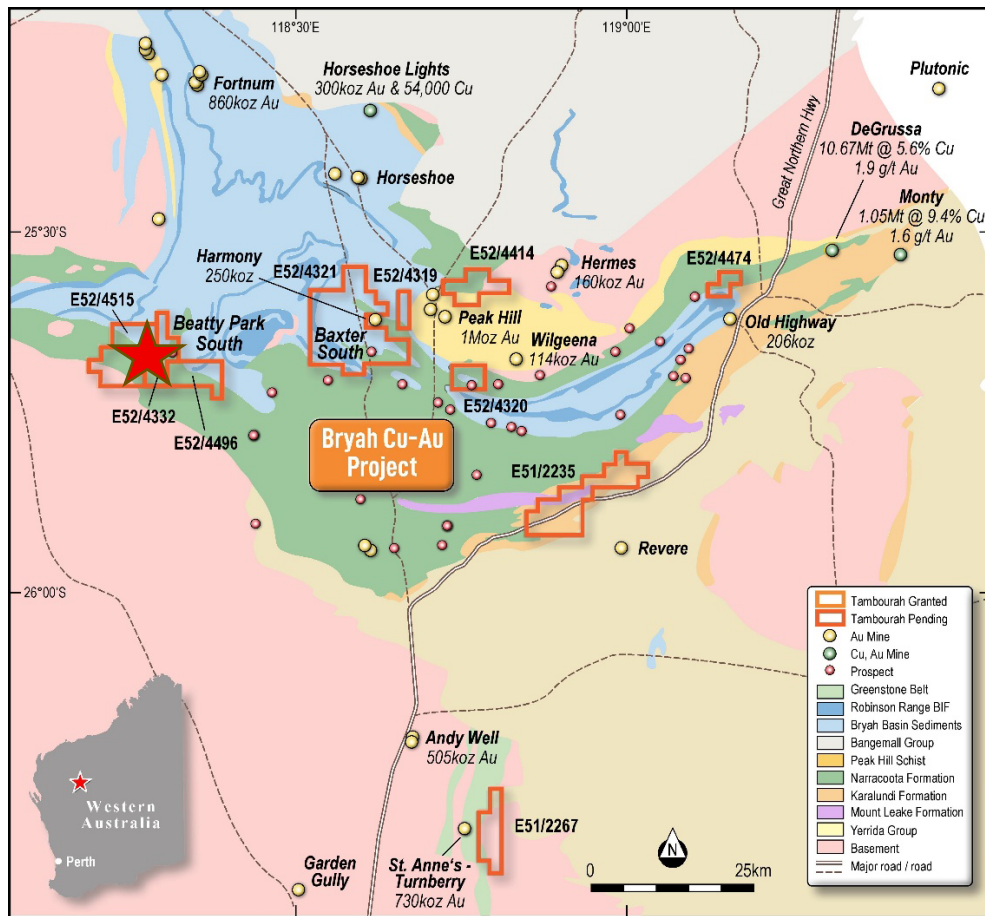 118°30'E
119°00'E
Fortnum
860koz Au
Horseshoe Lights
300koz Au & 54,000 Cu
Plutonic
Great Northern Hwy
DeGrussa
10.67Mt @ 5.6% Cu
1.9 g/t Au
Monty
1.05Mt @ 9.4% Cu
1.6 g/t Au
Horseshoe
25°30'S
Harmony
250koz
E52/4321
E52/4319
E52/4414
Hermes
160koz Au
E52/4474
E52/4515
Beatty Park
South
Baxter
South
Peak Hill
1Moz Au
Wilgeena
114koz Au
Old Highway
206koz
E52/4332
E52/4496
E52/4320
Bryah Cu-Au
Project
E51/2235
Revere
26°00'S
Tambourah Granted
Tambourah Pending
Au Mine
Cu, Au Mine
Prospect
Greenstone Belt
Robinson Range BIF
Bryah Basin Sediments
Bangemall Group
Peak Hill Schist
Narracoota Formation
Karalundi Formation
Mount Leake Formation
Yerrida Group
Basement
Major road / road
Andy Well
505koz Au
E51/2267
St. Anne's -
Turnberry
730koz Au
Garden
Gully
Western
Australia
Perth
N
0
25km